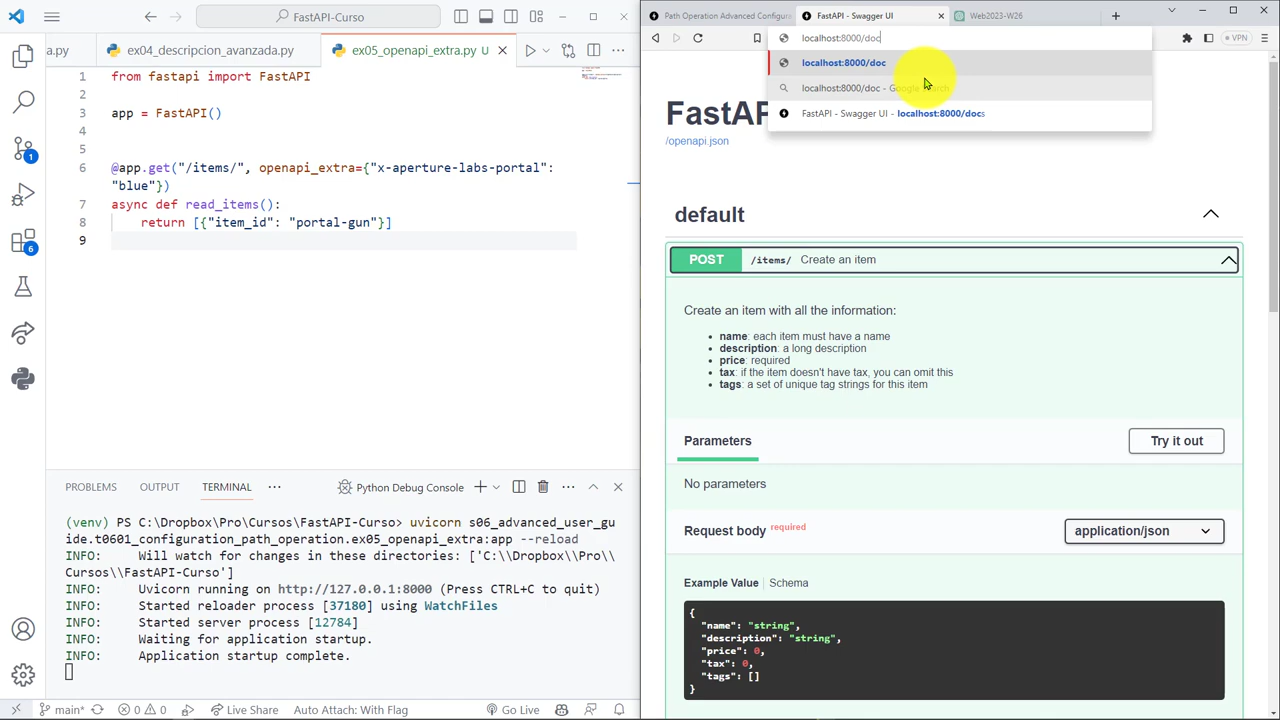 FastAPI-Curso
a.py
ex04_descripcion_avanzada.py
ex05_openapi_extra.py U
1 from fastapi import FastAPI
2
3 app = FastAPI()
4
5
6 @app.get("/items/", openapi_extra={"x-aperture-labs-portal":
"blue"})
7 async def read_items():
8 return [{"item_id": "portal-gun"}]
9
1
6
PROBLEMS OUTPUT TERMINAL Python Debug Console
(venv) PS C:\Dropbox\Pro\Cursos\FastAPI-Curso> uvicorn s06_advanced_user_gu
ide.t0601_configuration_path_operation.ex05_openapi_extra:app --reload
INFO: Will watch for changes in these directories: ['C:\\Dropbox\\Pro\\
Cursos\\FastAPI-Curso']
INFO: Uvicorn running on http://127.0.0.1:8000 (Press CTRL+C to quit)
INFO: Started reloader process [37180] using WatchFiles
INFO: Started server process [12784]
INFO: Waiting for application startup.
INFO: Application startup complete.
main* 0 0 Live Share Auto Attach: With Flag Go Live
Path Operation Advanced Configura
FastAPI - Swagger UI
Web2023-W26
localhost:8000/doc
VPN
localhost:8000/doc
localhost:8000/doc - Google Search
FastAPI - Swagger UI - localhost:8000/docs
FastAP
/openapi.json
default
POST /items/ Create an item
Create an item with all the information:
• name: each item must have a name
• description: a long description
• price: required
• tax: if the item doesn't have tax, you can omit this
• tags: a set of unique tag strings for this item
Parameters
Try it out
No parameters
Request body required
application/json
Example Value | Schema
{
"name": "string",
"description": "string",
"price": 0,
"tax": 0,
"tags": []
}